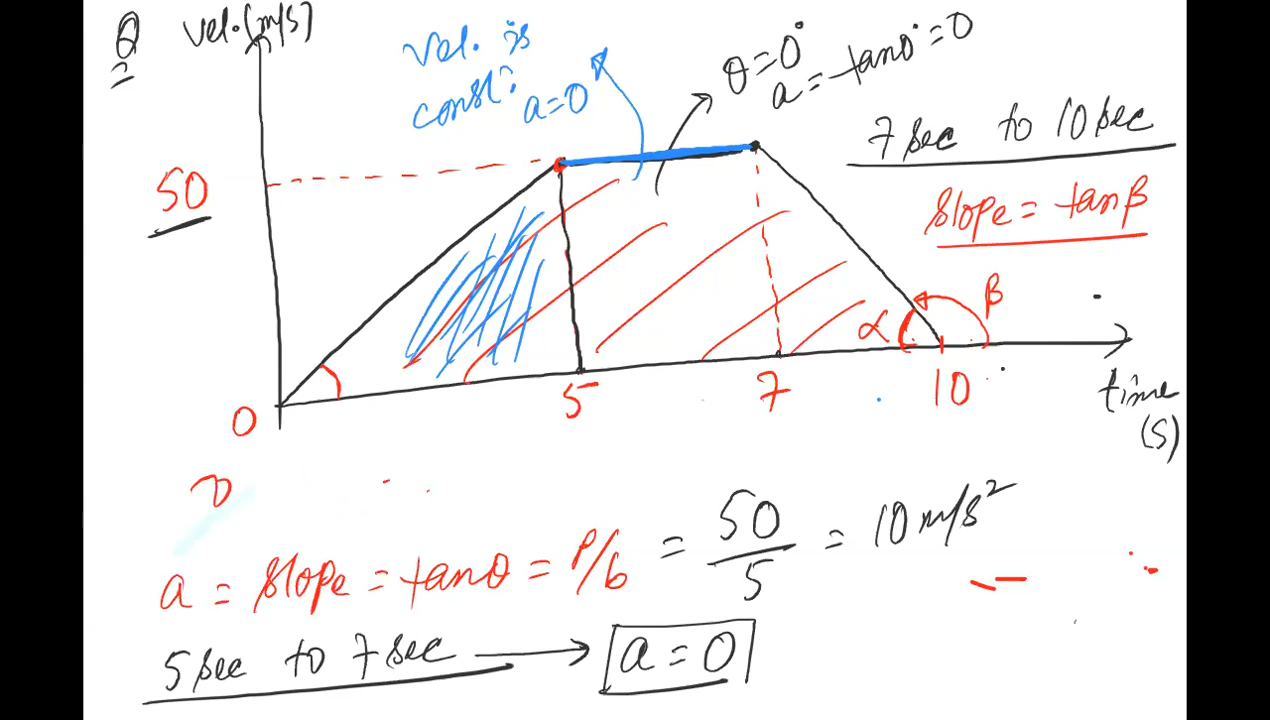 Q Vel.(m/s)
Vel. is
const.
a=0
θ=0°
a=tan0°=0
7 sec to 10 sec
slope = tanβ
50
α
β
0
5
7
10
time
(s)
a = slope = tanθ = P/b = 50/5 = 10 m/s²
5 sec to 7 sec → a = 0